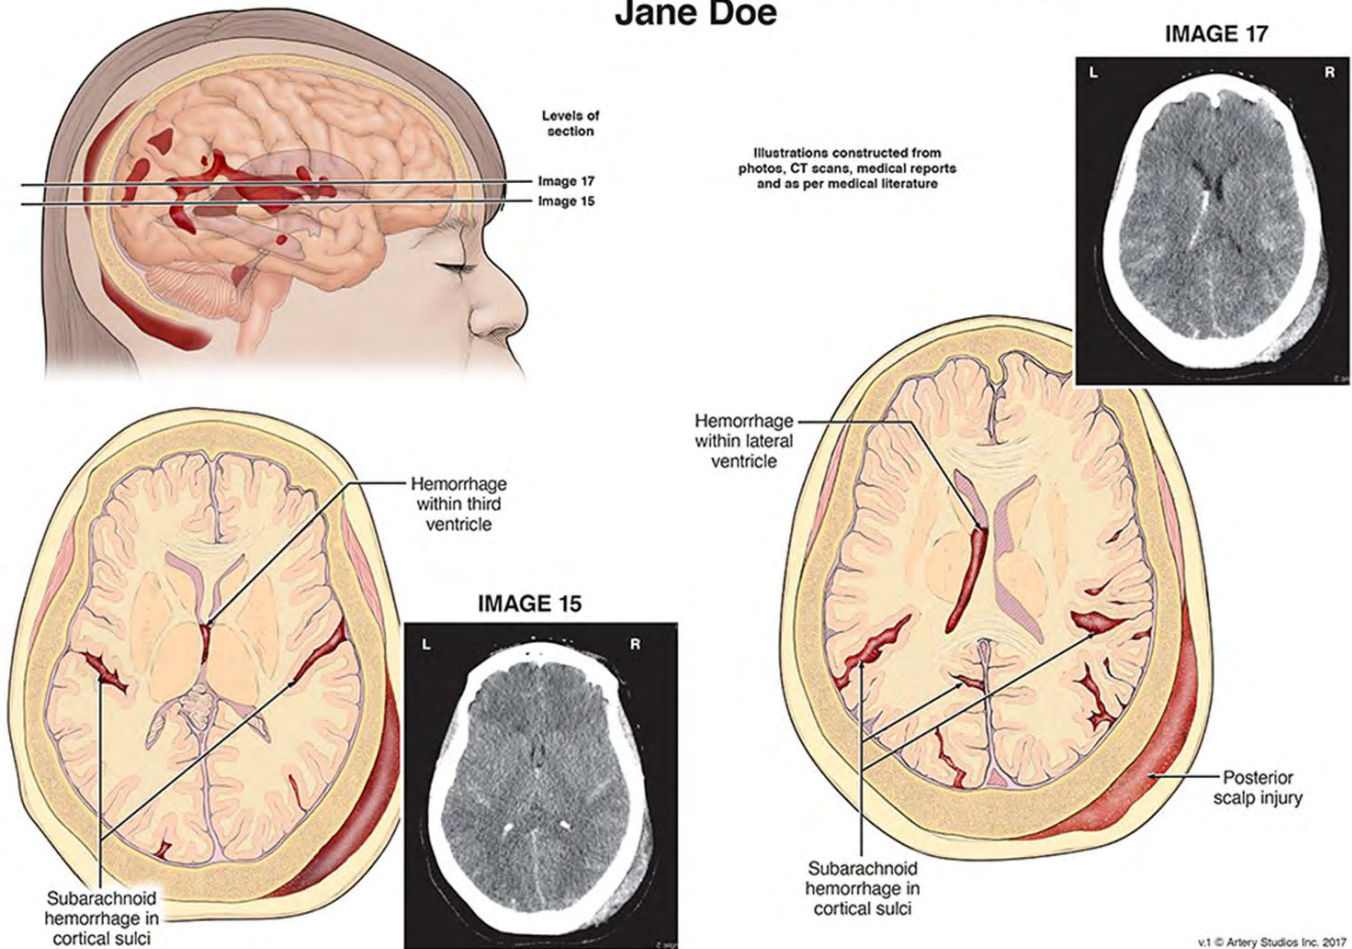 Jane Doe
IMAGE 17
L
R
Levels of
section
Image 17
Image 15
Illustrations constructed from
photos, CT scans, medical reports
and as per medical literature
Hemorrhage
within lateral
ventricle
Hemorrhage
within third
ventricle
IMAGE 15
L
R
Posterior
scalp injury
Subarachnoid
hemorrhage in
cortical sulci
Subarachnoid
hemorrhage in
cortical sulci
v.1 © Artery Studios Inc. 2017